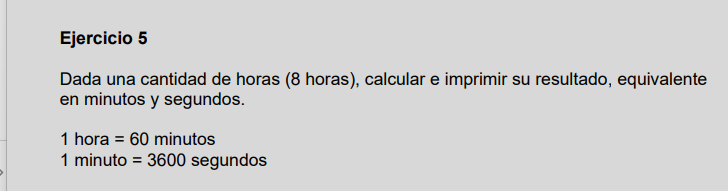 Ejercicio 5
Dada una cantidad de horas (8 horas), calcular e imprimir su resultado, equivalente
en minutos y segundos.
1 hora = 60 minutos
1 minuto = 3600 segundos